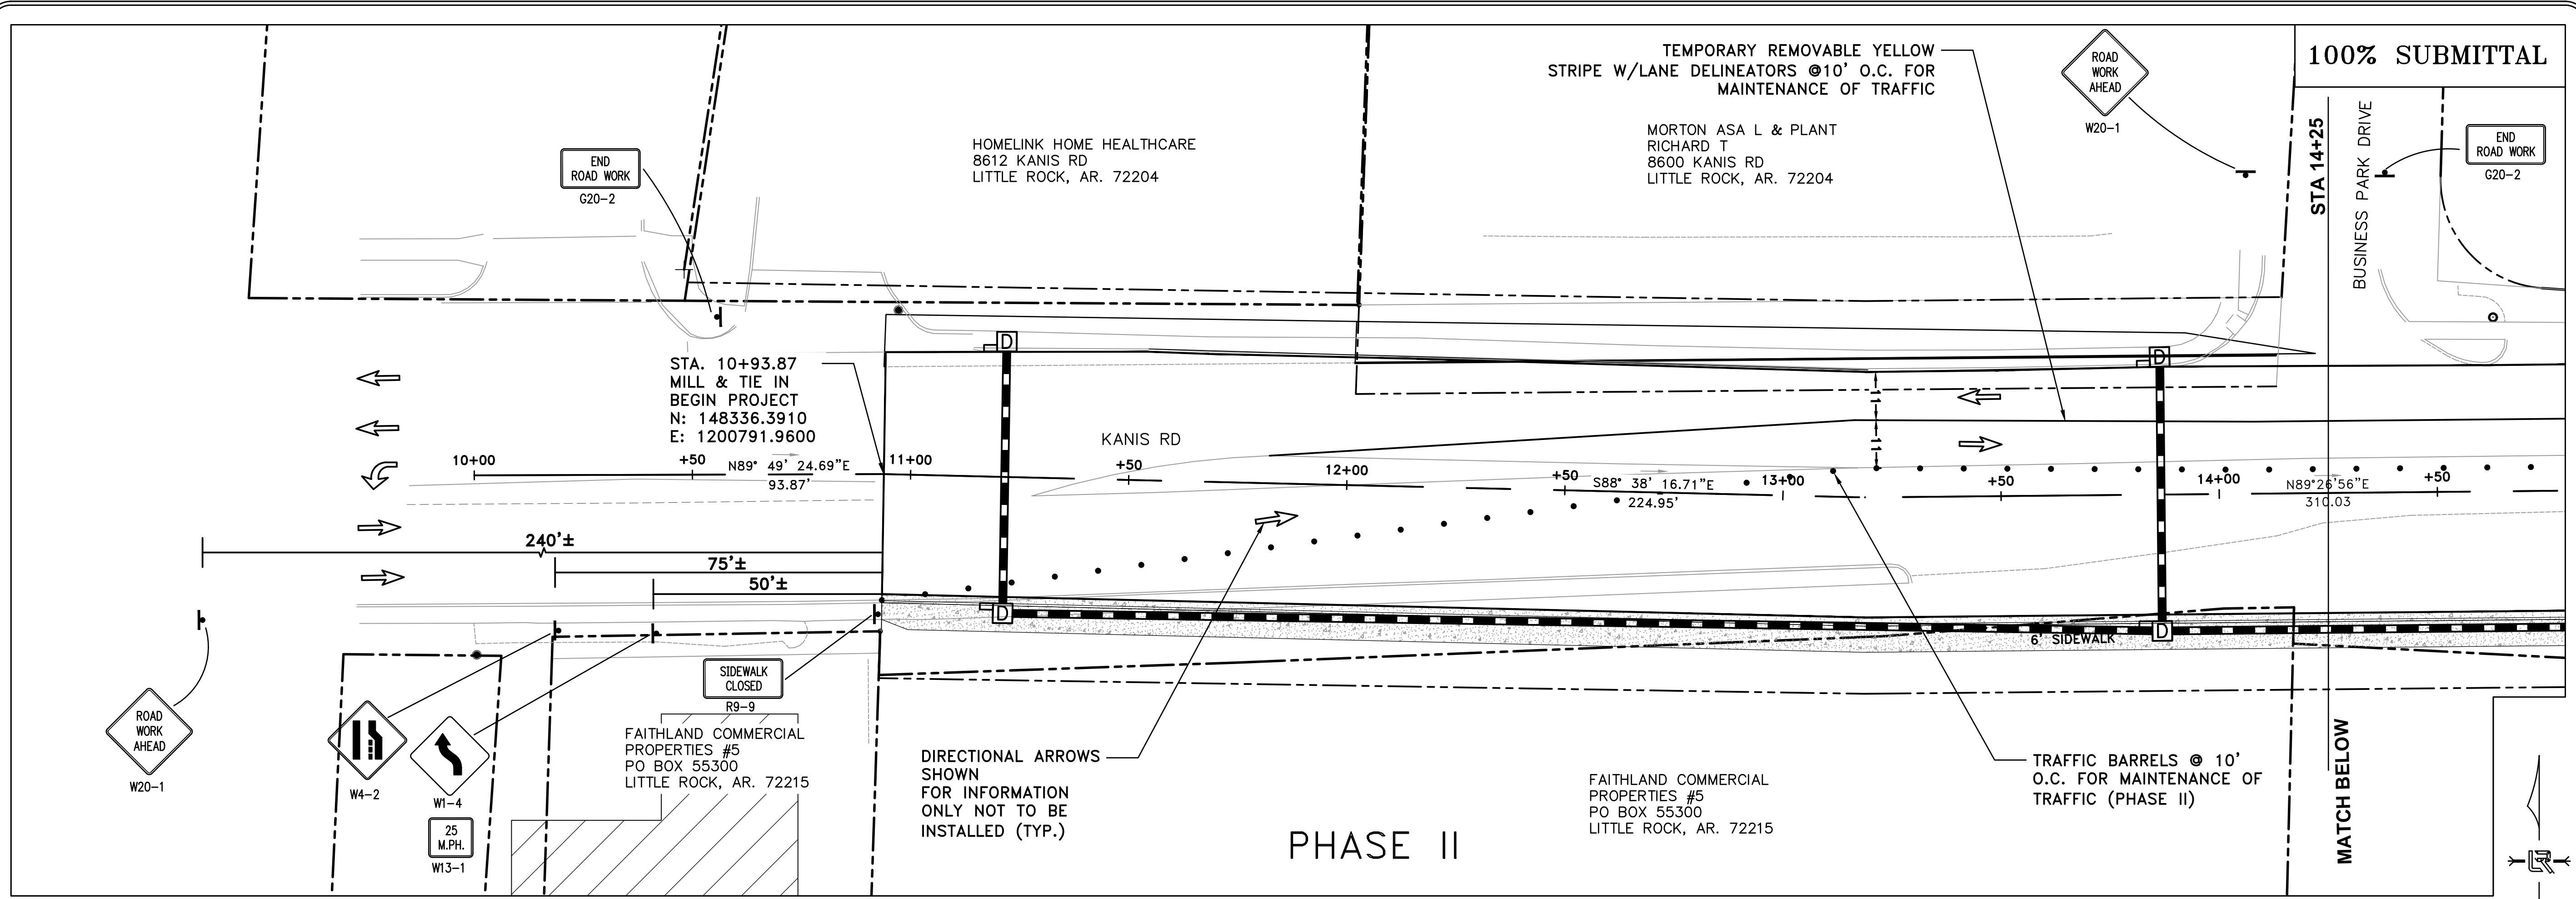 100% SUBMITTAL
TEMPORARY REMOVABLE YELLOW
STRIPE W/LANE DELINEATORS @10' O.C. FOR
MAINTENANCE OF TRAFFIC
ROAD
WORK
AHEAD
W20-1
END
ROAD WORK
G20-2
HOMELINK HOME HEALTHCARE
8612 KANIS RD
LITTLE ROCK, AR. 72204
MORTON ASA L & PLANT
RICHARD T
8600 KANIS RD
LITTLE ROCK, AR. 72204
STA 14+25
BUSINESS PARK DRIVE
END
ROAD WORK
G20-2
STA. 10+93.87
MILL & TIE IN
BEGIN PROJECT
N: 148336.3910
E: 1200791.9600
D
D
11'
11'
KANIS RD
10+00
+50
N89° 49' 24.69"E
93.87'
11+00
+50
12+00
+50
S88° 38' 16.71"E
224.95'
13+00
+50
14+00
N89°26'56"E
310.03
+50
240'±
75'±
50'±
D
D
6' SIDEWALK
SIDEWALK
CLOSED
R9-9
ROAD
WORK
AHEAD
W20-1
W4-2
W1-4
25
M.PH.
W13-1
FAITHLAND COMMERCIAL
PROPERTIES #5
PO BOX 55300
LITTLE ROCK, AR. 72215
DIRECTIONAL ARROWS
SHOWN
FOR INFORMATION
ONLY NOT TO BE
INSTALLED (TYP.)
PHASE II
FAITHLAND COMMERCIAL
PROPERTIES #5
PO BOX 55300
LITTLE ROCK, AR. 72215
TRAFFIC BARRELS @ 10'
O.C. FOR MAINTENANCE OF
TRAFFIC (PHASE II)
MATCH BELOW
LR